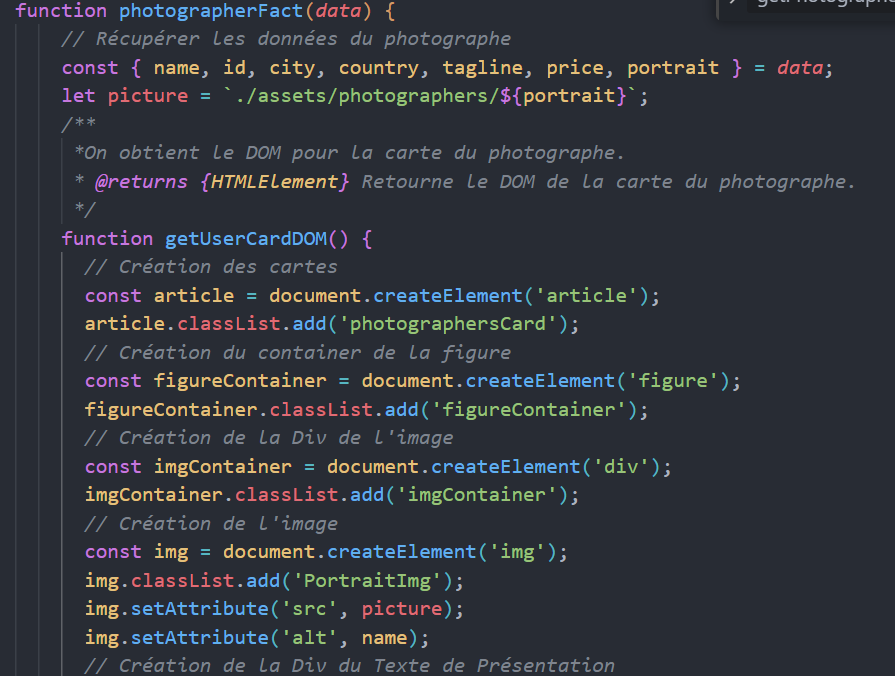 function photographerFact(data) {
// Récupérer les données du photographe
const { name, id, city, country, tagline, price, portrait } = data;
let picture = `./assets/photographers/${portrait}`;
/**
*On obtient le DOM pour la carte du photographe.
* @returns {HTMLElement} Retourne le DOM de la carte du photographe.
*/
function getUserCardDOM() {
// Création des cartes
const article = document.createElement('article');
article.classList.add('photographersCard');
// Création du container de la figure
const figureContainer = document.createElement('figure');
figureContainer.classList.add('figureContainer');
// Création de la Div de l'image
const imgContainer = document.createElement('div');
imgContainer.classList.add('imgContainer');
// Création de l'image
const img = document.createElement('img');
img.classList.add('PortraitImg');
img.setAttribute('src', picture);
img.setAttribute('alt', name);
// Création de la Div du Texte de Présentation